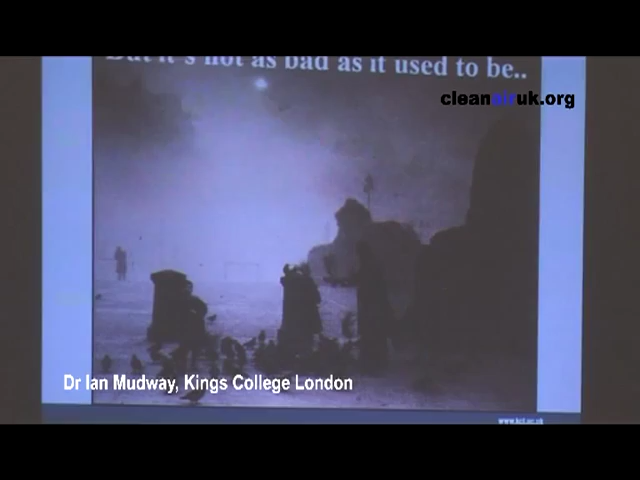 But it's not as bad as it used to be..
cleanairuk.org
Dr Ian Mudway, Kings College London